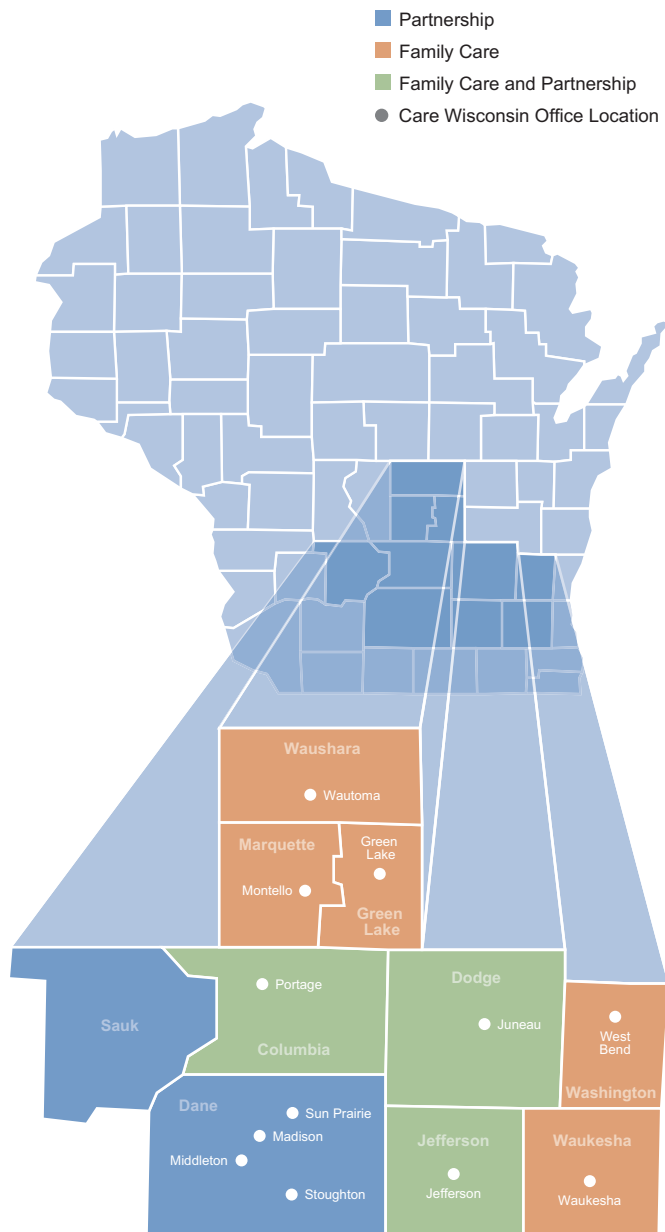 Partnership
Family Care
Family Care and Partnership
Care Wisconsin Office Location
Waushara
Wautoma
Marquette
Green
Lake
Montello
Green
Lake
Portage
Dodge
Sauk
Juneau
West
Bend
Columbia
Washington
Dane
Sun Prairie
Madison
Jefferson
Waukesha
Middleton
Jefferson
Stoughton
Waukesha